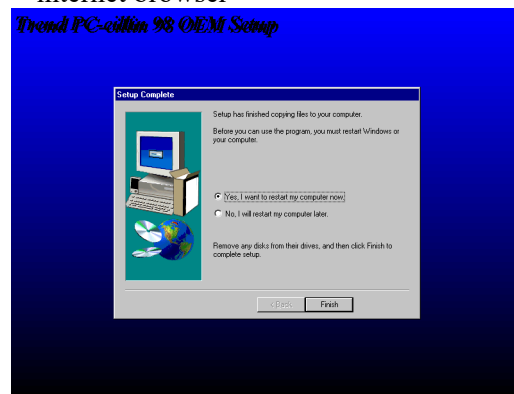 internet browser
Trend PC-cillin 98 OEM Setup
Setup Complete
Setup has finished copying files to your computer.
Before you can use the program, you must restart Windows or
your computer.
Yes, I want to restart my computer now.
No, I will restart my computer later.
Remove any disks from their drives, and then click Finish to
complete setup.
< Back
Finish